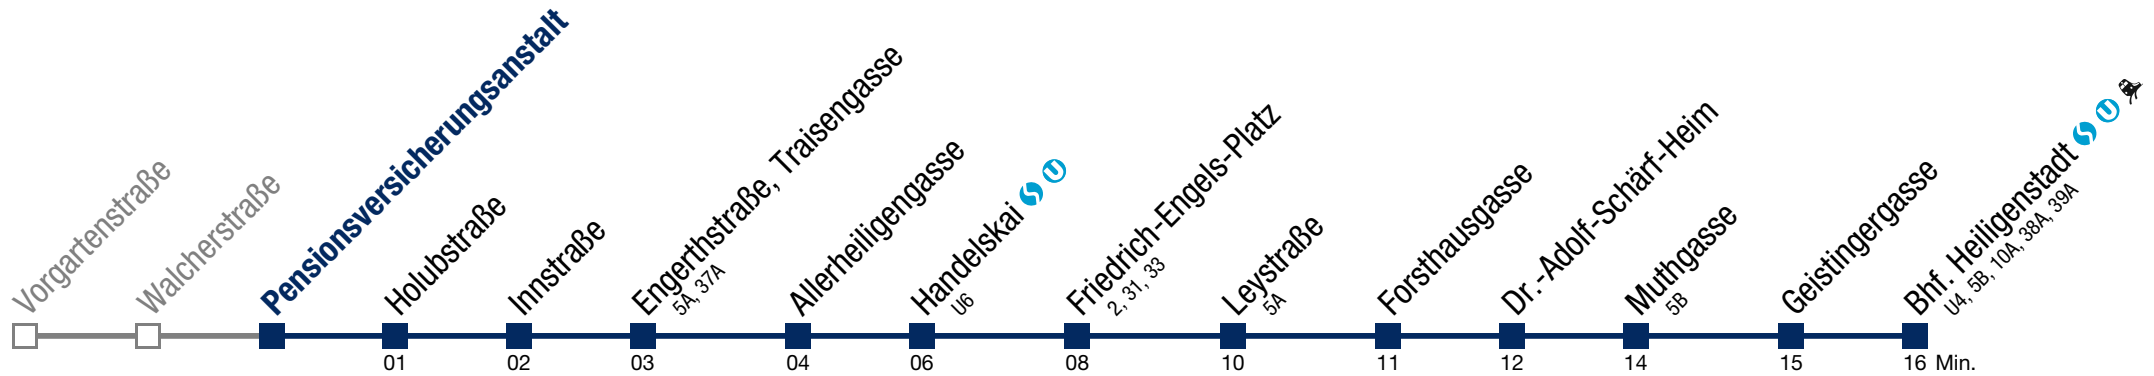 Vorgartenstraße
Walcherstraße
Pensionsversicherungsanstalt
Holubstraße
01
Innstraße
02
Engerthstraße, Traisengasse
5A, 37A
03
Allerheiligengasse
04
Handelskai
U6
06
Friedrich-Engels-Platz
2, 31, 33
08
Leystraße
5A
10
Forsthausgasse
11
Dr.-Adolf-Schärf-Heim
12
Muthgasse
5B
14
Geistingergasse
15
Bhf. Heiligenstadt
U4, 5B, 10A, 38A, 39A
16 Min.